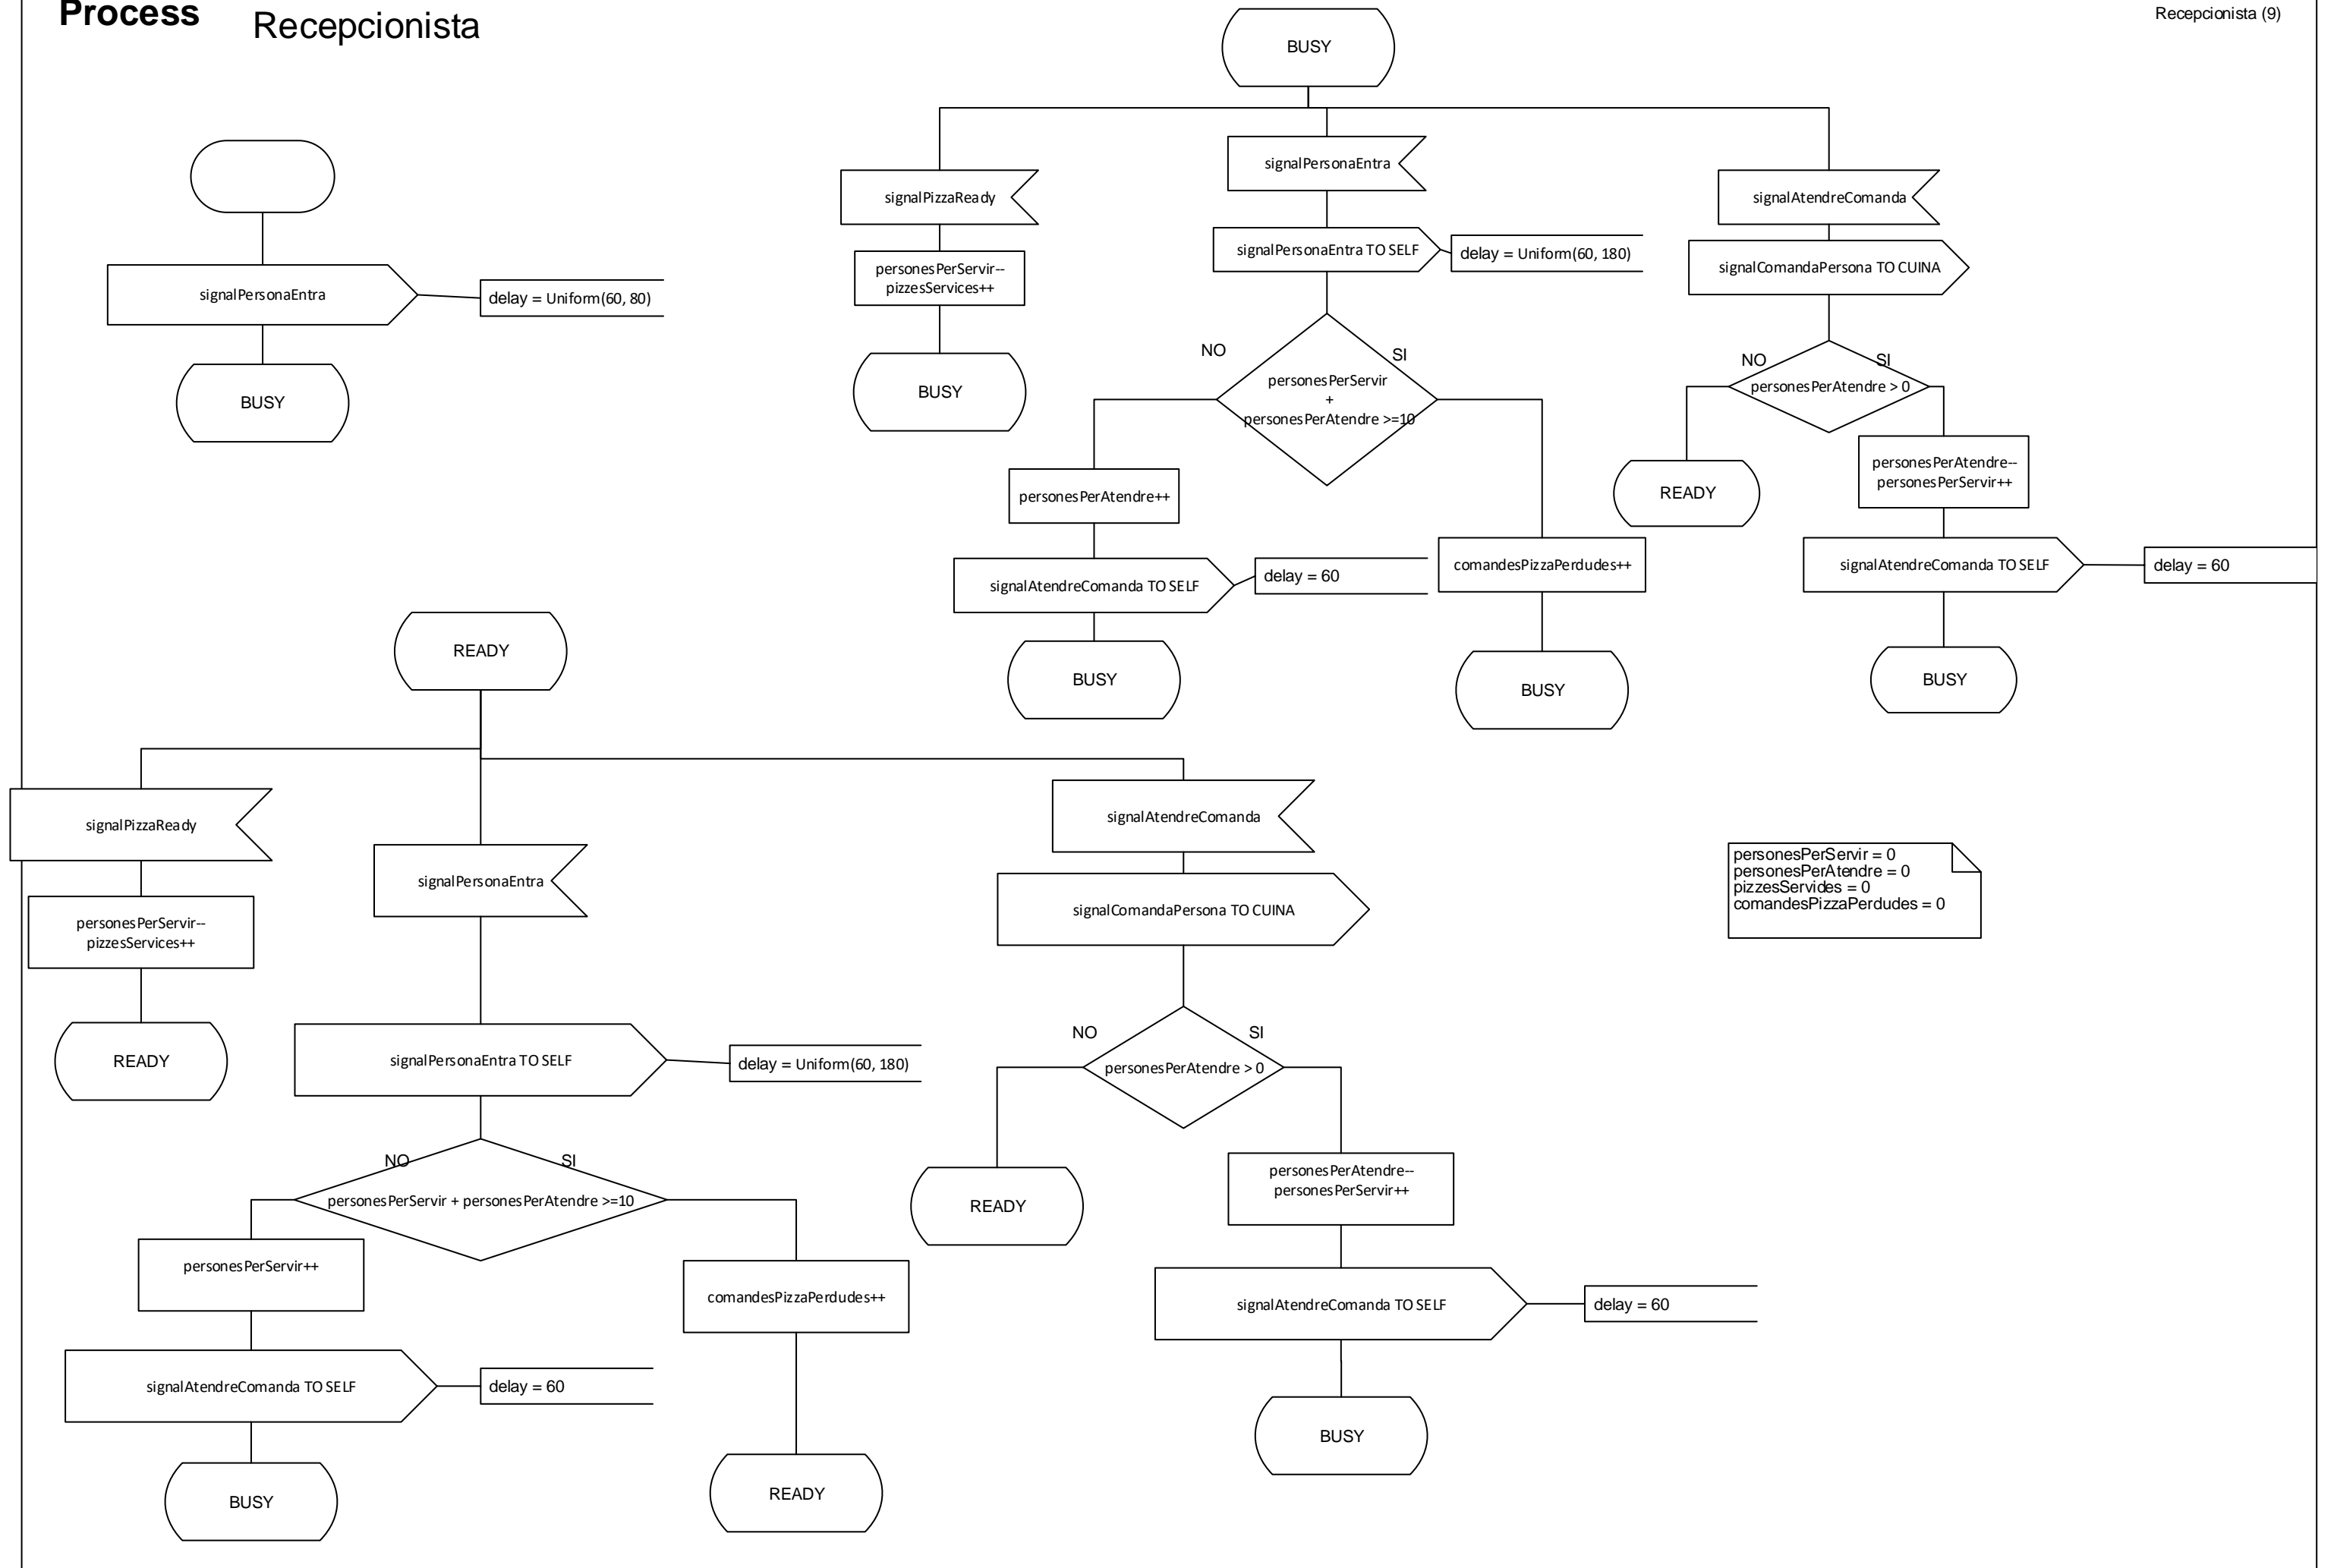 Process
Recepcionista
Recepcionista (9)
signalPersonaEntra
delay = Uniform(60, 80)
BUSY
BUSY
signalPizzaReady
personesPerServir--
pizzesServices++
BUSY
signalPersonaEntra
signalPersonaEntra TO SELF
delay = Uniform(60, 180)
NO
SI
personesPerServir
+
personesPerAtendre >=10
personesPerAtendre++
signalAtendreComanda TO SELF
delay = 60
BUSY
comandesPizzaPerdudes++
BUSY
signalAtendreComanda
signalComandaPersona TO CUINA
NO
SI
personesPerAtendre > 0
READY
personesPerAtendre--
personesPerServir++
signalAtendreComanda TO SELF
delay = 60
BUSY
READY
signalPizzaReady
personesPerServir--
pizzesServices++
READY
signalPersonaEntra
signalPersonaEntra TO SELF
delay = Uniform(60, 180)
NO
SI
personesPerServir + personesPerAtendre >=10
personesPerServir++
signalAtendreComanda TO SELF
delay = 60
BUSY
comandesPizzaPerdudes++
READY
signalAtendreComanda
signalComandaPersona TO CUINA
NO
SI
personesPerAtendre > 0
READY
personesPerAtendre--
personesPerServir++
signalAtendreComanda TO SELF
delay = 60
BUSY
personesPerServir = 0
personesPerAtendre = 0
pizzesServides = 0
comandesPizzaPerdudes = 0